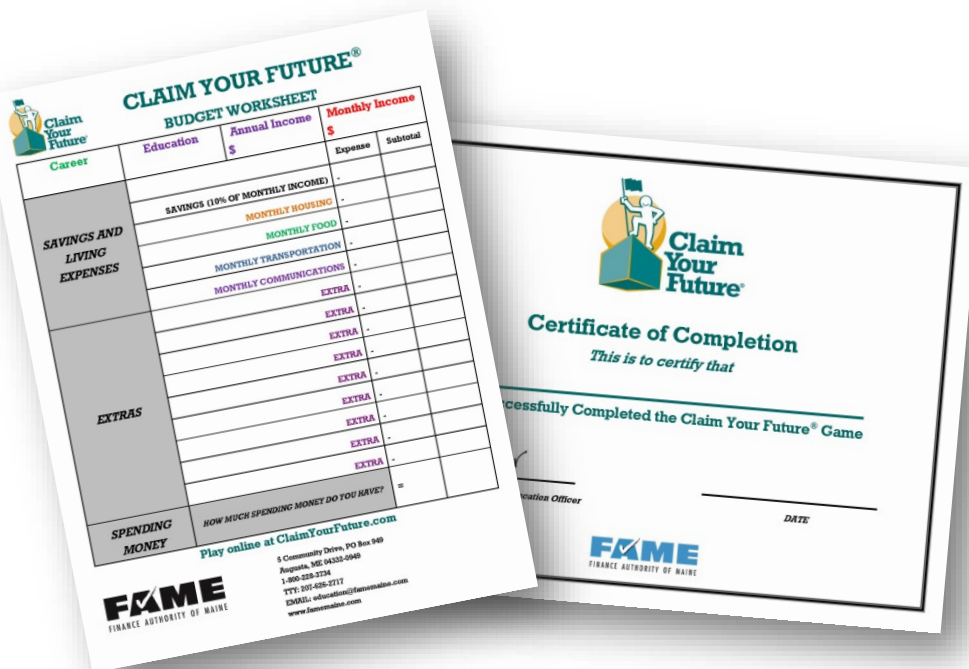 CLAIM YOUR FUTURE®
BUDGET WORKSHEET
Claim
Your
Future®
Career
Education
Annual Income
$
Monthly Income
$
Expense
Subtotal
SAVINGS AND
LIVING
EXPENSES
SAVINGS (10% OF MONTHLY INCOME) -
MONTHLY HOUSING -
MONTHLY FOOD -
MONTHLY TRANSPORTATION -
MONTHLY COMMUNICATIONS -
EXTRAS
EXTRA -
EXTRA -
EXTRA -
EXTRA -
EXTRA -
EXTRA -
EXTRA -
EXTRA -
EXTRA -
SPENDING
MONEY
HOW MUCH SPENDING MONEY DO YOU HAVE? =
Play online at ClaimYourFuture.com
FAME
FINANCE AUTHORITY OF MAINE
5 Community Drive, PO Box 949
Augusta, ME 04332-0949
1-800-228-3734
TTY: 207-626-2717
EMAIL: education@famemaine.com
www.famemaine.com
Claim
Your
Future®
Certificate of Completion
This is to certify that
Completed the Claim Your Future® Game
Officer
DATE
FAME
FINANCE AUTHORITY OF MAINE